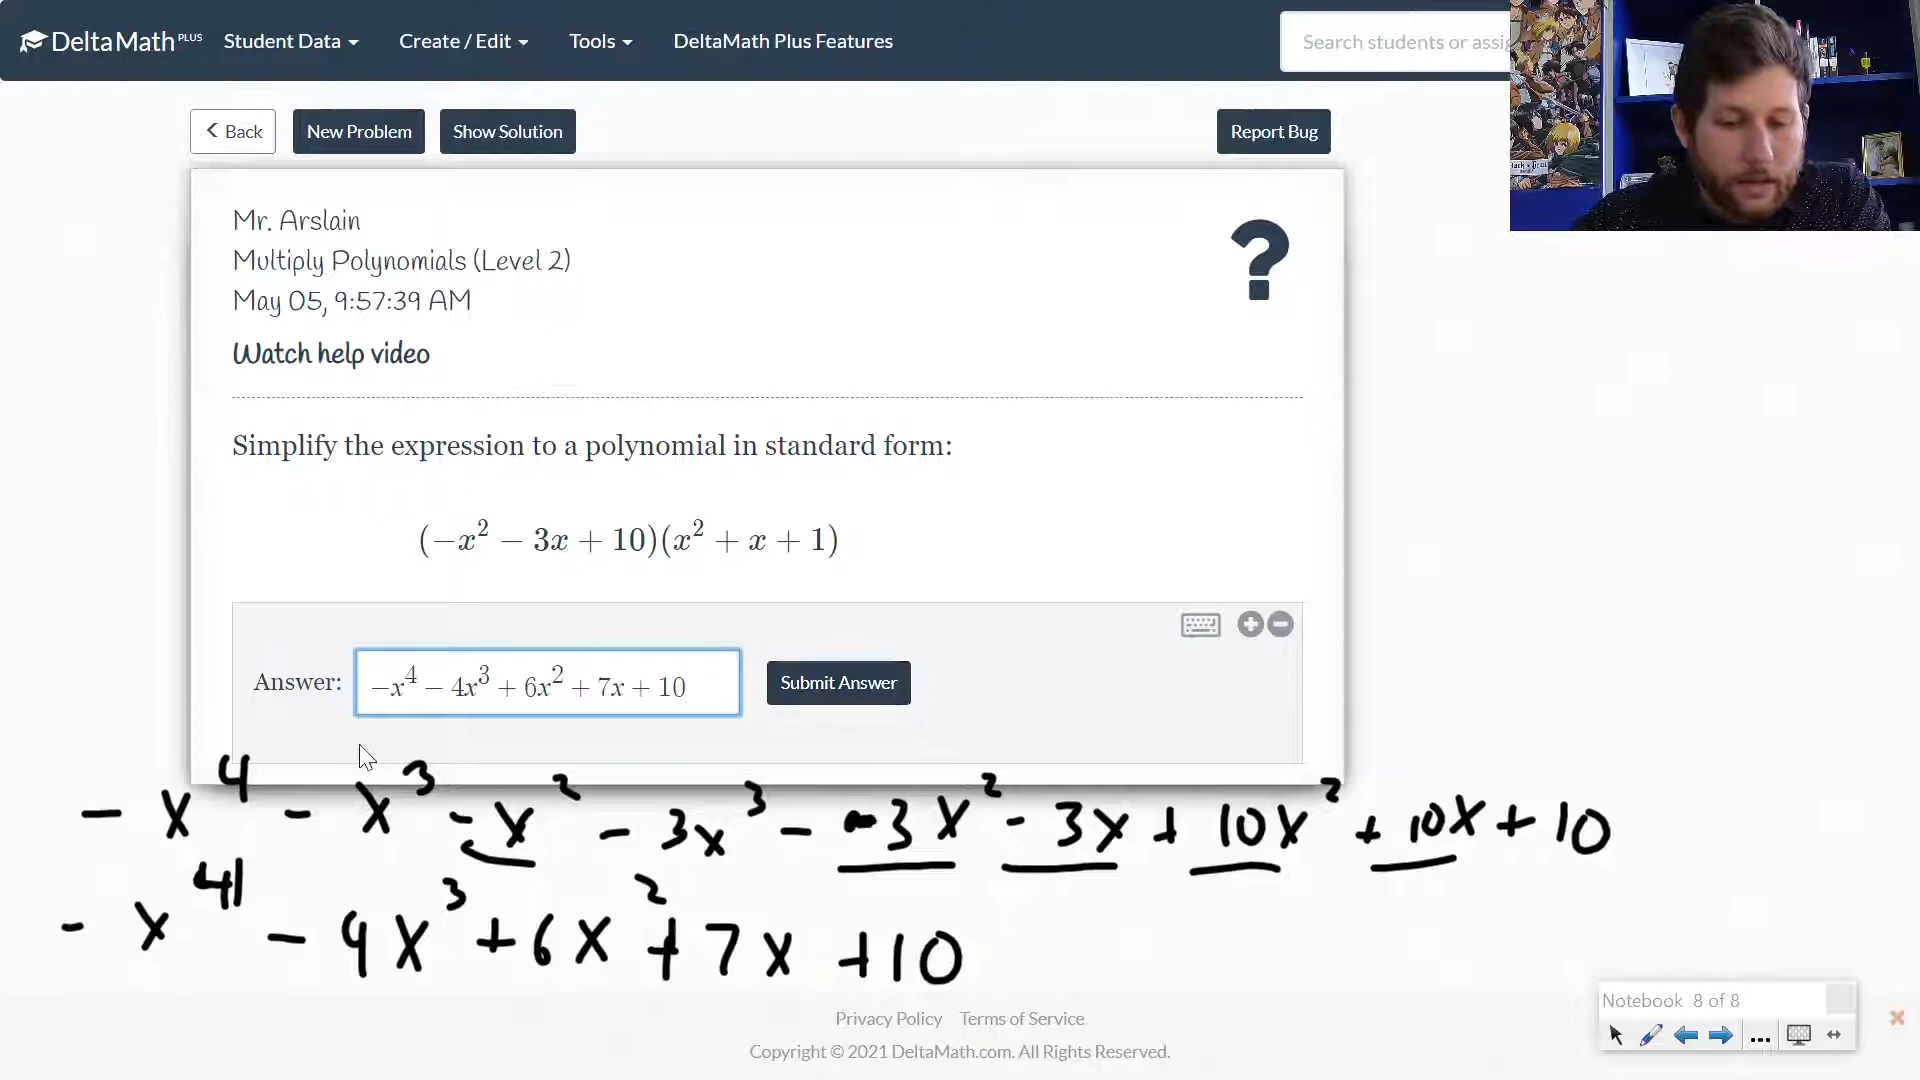 DeltaMath PLUS Student Data Create / Edit Tools DeltaMath Plus Features Search students or assig
Back New Problem Show Solution Report Bug
Mr. Arslain
Multiply Polynomials (Level 2)
May 05, 9:57:39 AM
?
Watch help video
Simplify the expression to a polynomial in standard form:
(−x² − 3x + 10)(x² + x + 1)
Answer: −x⁴ − 4x³ + 6x² + 7x + 10 Submit Answer
- x⁴ - x³ - x² - 3x³ - -3x² - 3x + 10x² + 10x + 10
- x⁴ - 4x³ + 6x² + 7x + 10
Notebook 8 of 8
Privacy Policy Terms of Service
Copyright © 2021 DeltaMath.com. All Rights Reserved.